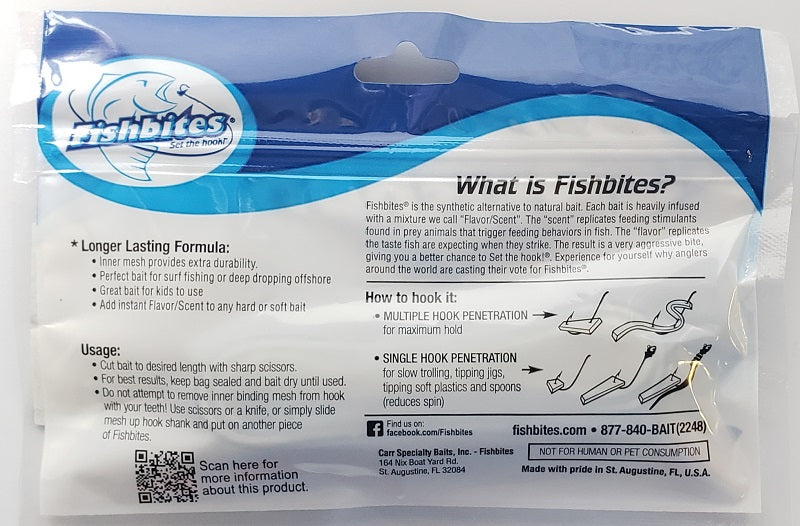 Fishbites®
Set the hook!®
What is Fishbites?
Fishbites® is the synthetic alternative to natural bait. Each bait is heavily infused
with a mixture we call "Flavor/Scent". The "scent" replicates feeding stimulants
found in prey animals that trigger feeding behaviors in fish. The "flavor" replicates
the taste fish are expecting when they strike. The result is a very aggressive bite,
giving you a better chance to Set the hook!®. Experience for yourself why anglers
around the world are casting their vote for Fishbites®.
* Longer Lasting Formula:
• Inner mesh provides extra durability.
• Perfect bait for surf fishing or deep dropping offshore
• Great bait for kids to use
• Add instant Flavor/Scent to any hard or soft bait
How to hook it:
• MULTIPLE HOOK PENETRATION
for maximum hold
• SINGLE HOOK PENETRATION
for slow trolling, tipping jigs,
tipping soft plastics and spoons
(reduces spin)
Usage:
• Cut bait to desired length with sharp scissors.
• For best results, keep bag sealed and bait dry until used.
• Do not attempt to remove inner binding mesh from hook
with your teeth! Use scissors or a knife, or simply slide
mesh up hook shank and put on another piece
of Fishbites.
Scan here for
more information
about this product.
Find us on:
facebook.com/Fishbites
fishbites.com • 877-840-BAIT(2248)
Carr Specialty Baits, Inc. - Fishbites
164 Nix Boat Yard Rd.
St. Augustine, FL 32084
NOT FOR HUMAN OR PET CONSUMPTION
Made with pride in St. Augustine, FL, U.S.A.